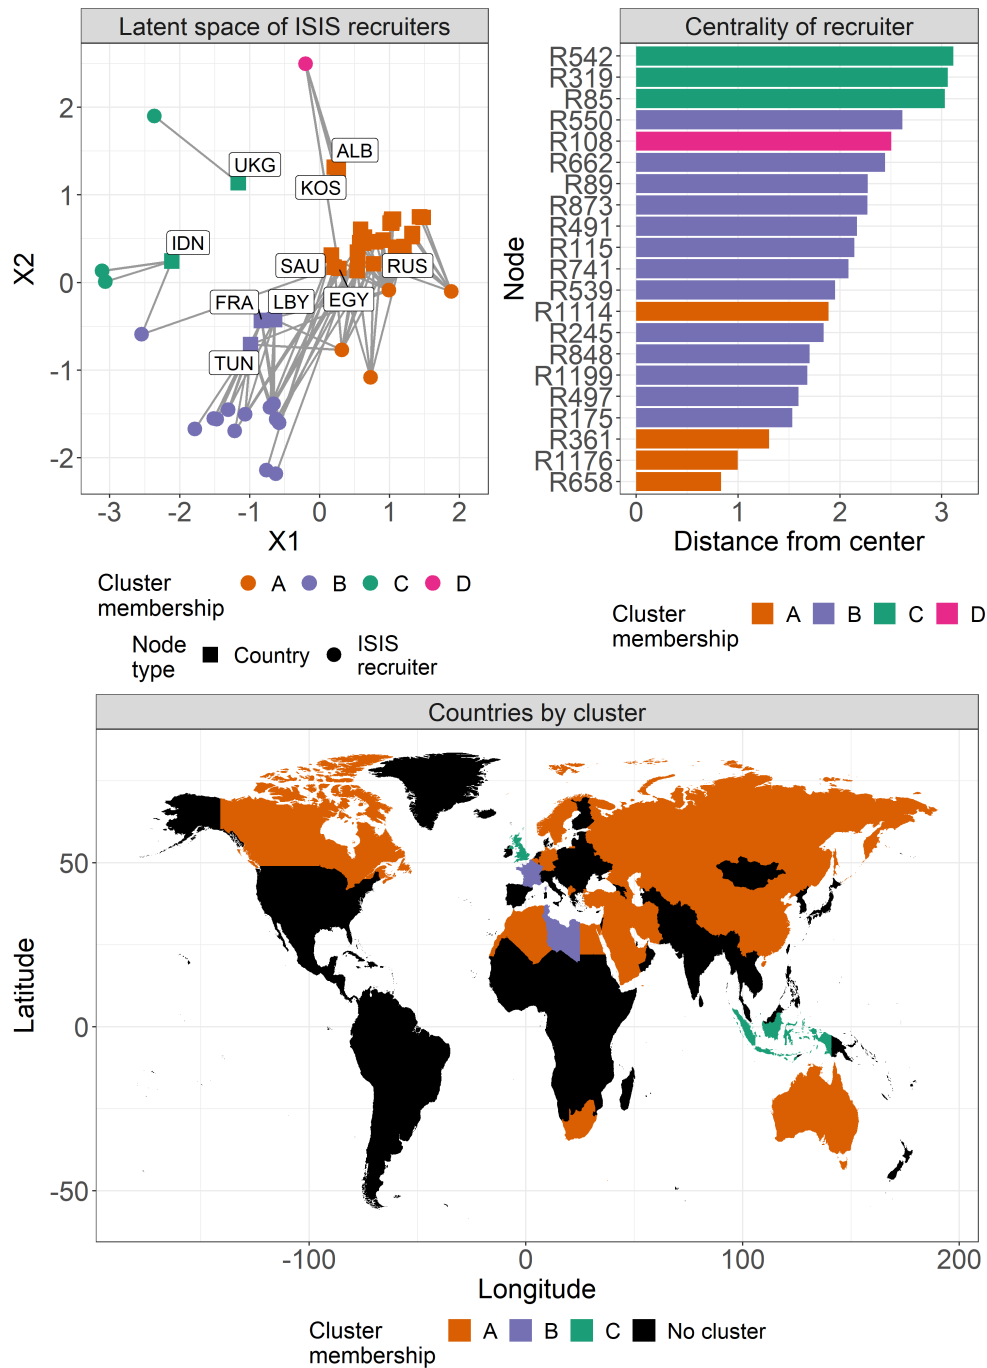 Latent space of ISIS recruiters
X2
2
1
0
-1
-2
ALB
UKG
KOS
IDN
SAU
RUS
FRA
LBY
EGY
TUN
-3
-2
-1
0
1
2
X1
Cluster
membership
A
B
C
D
Node
type
Country
ISIS
recruiter
Centrality of recruiter
Node
R542
R319
R85
R550
R108
R662
R89
R873
R491
R115
R741
R539
R1114
R245
R848
R1199
R497
R175
R361
R1176
R658
0
1
2
3
Distance from center
Cluster
membership
A
B
C
D
Countries by cluster
Latitude
50
0
-50
-100
0
100
200
Longitude
Cluster
membership
A
B
C
No cluster